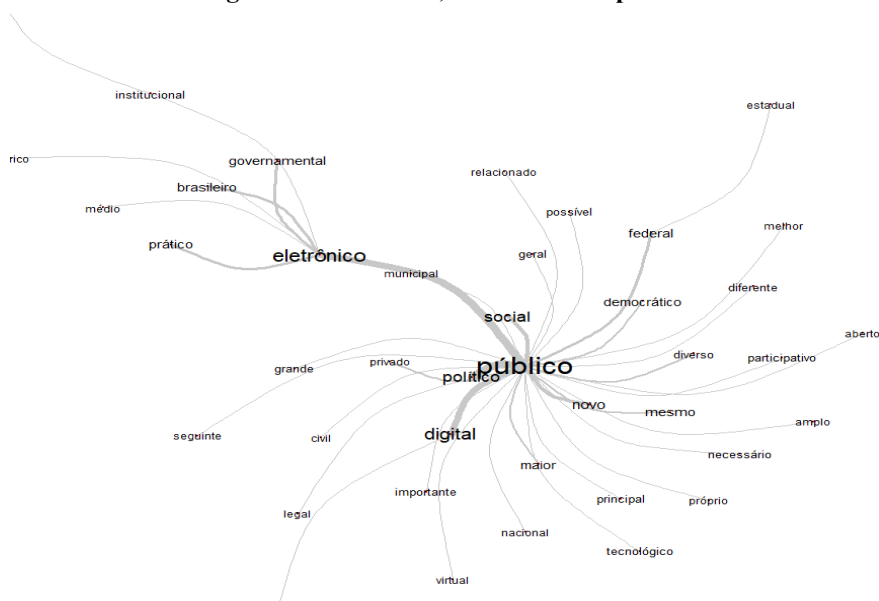 institucional
estadual
rico
governamental
relacionado
brasileiro
médio
possível
prático
federal
melhor
eletrônico
geral
municipal
diferente
democrático
social
aberto
diverso
participativo
privado
grande
público
político
novo
mesmo
amplo
seguinte
civil
digital
necessário
maior
importante
principal
próprio
legal
nacional
tecnológico
virtual